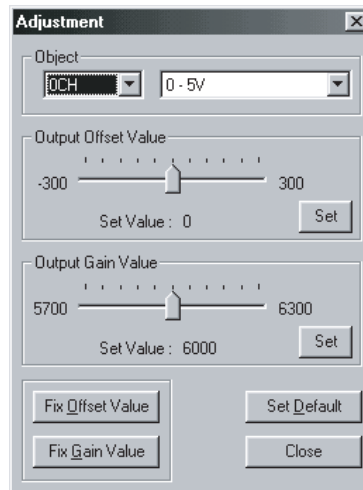 Adjustment
Object
0CH 0 - 5V
Output Offset Value
-300 300
Set Value : 0 Set
Output Gain Value
5700 6300
Set Value : 6000 Set
Fix Offset Value Set Default
Fix Gain Value Close